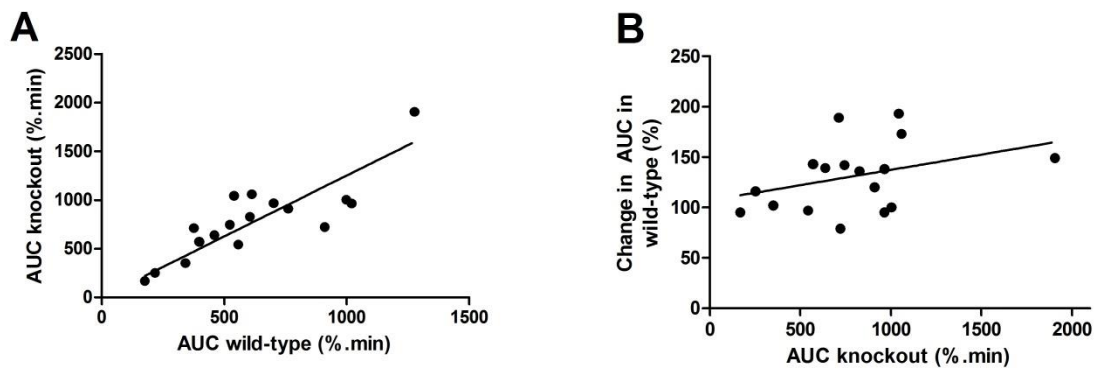 A
AUC knockout (%.min)
2500
2000
1500
1000
500
0
0 500 1000 1500
AUC wild-type (%.min)
B
Change in AUC in
wild-type (%)
250
200
150
100
50
0
0 500 1000 1500 2000
AUC knockout (%.min)